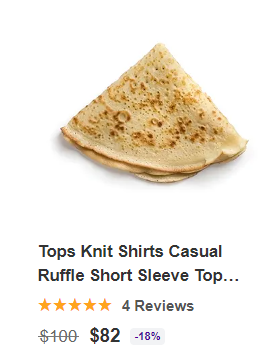 Tops Knit Shirts Casual
Ruffle Short Sleeve Top...
4 Reviews
$100 $82 -18%